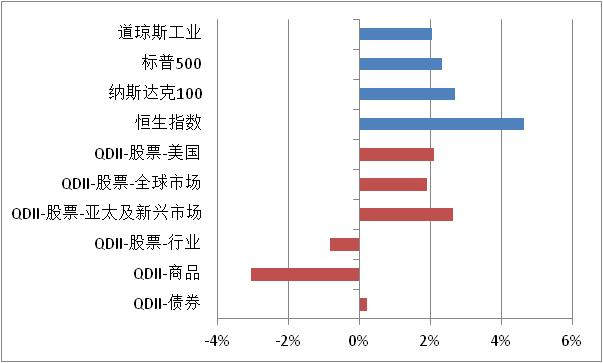 道琼斯工业
标普500
纳斯达克100
恒生指数
QDII-股票-美国
QDII-股票-全球市场
QDII-股票-亚太及新兴市场
QDII-股票-行业
QDII-商品
QDII-债券
-4% -2% 0% 2% 4% 6%